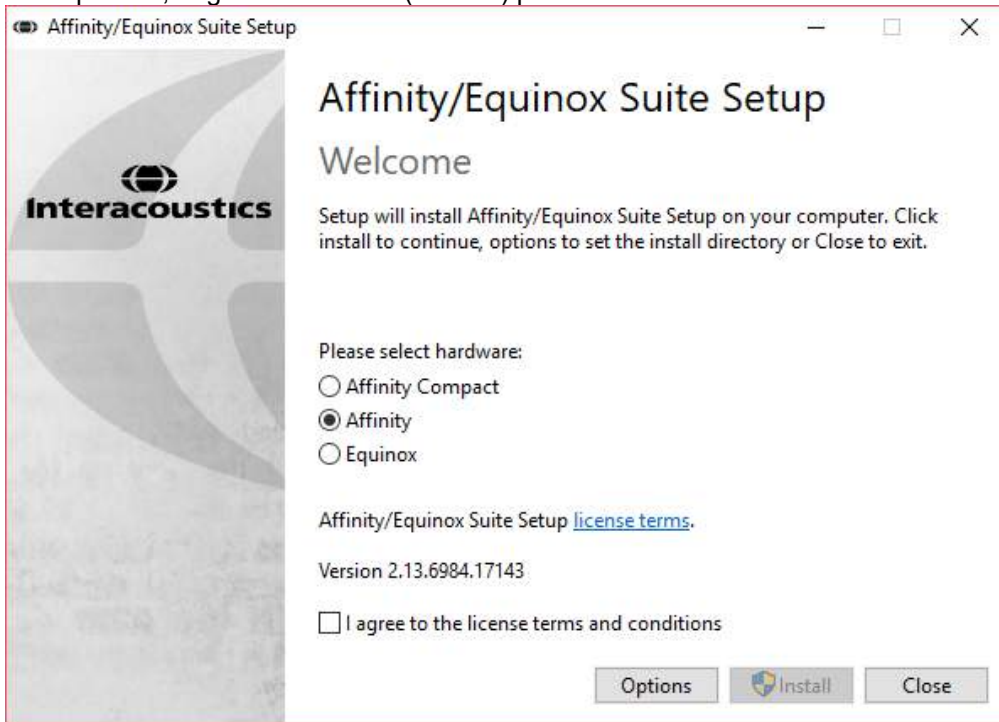 Affinity/Equinox Suite Setup
Affinity/Equinox Suite Setup
Welcome
Interacoustics
Setup will install Affinity/Equinox Suite Setup on your computer. Click
install to continue, options to set the install directory or Close to exit.
Please select hardware:
Affinity Compact
Affinity
Equinox
Affinity/Equinox Suite Setup license terms.
Version 2.13.6984.17143
I agree to the license terms and conditions
Options
Install
Close